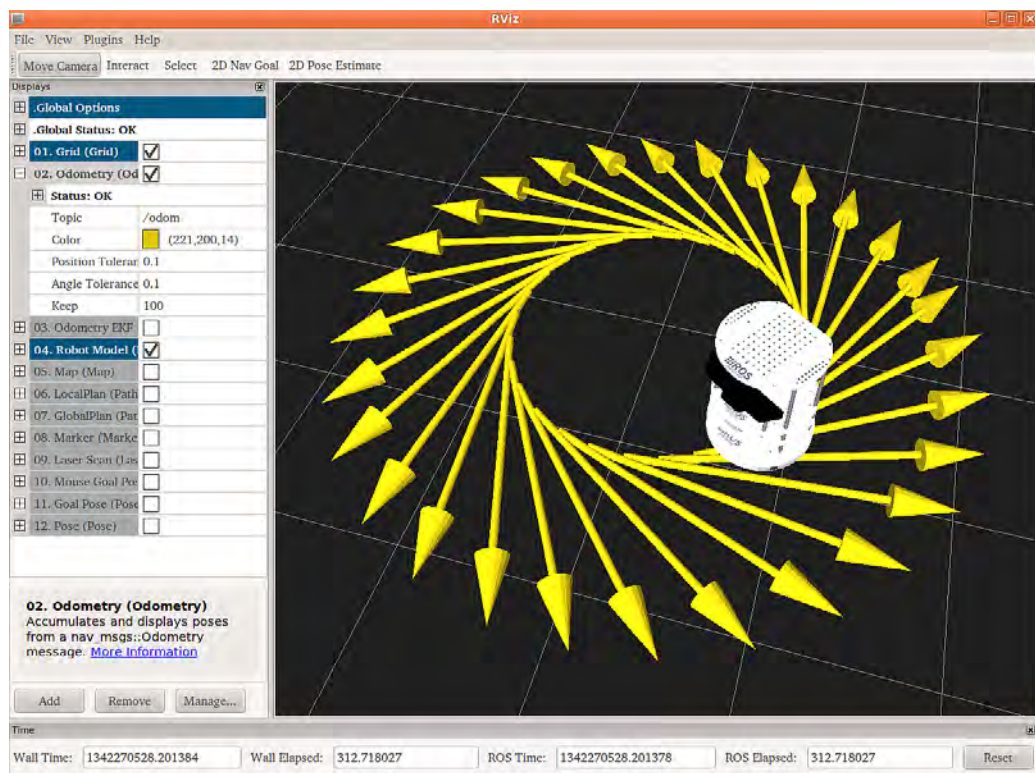 RViz
File View Plugins Help
Move Camera Interact Select 2D Nav Goal 2D Pose Estimate
Displays
.Global Options
.Global Status: OK
01. Grid (Grid)
02. Odometry (Od
Status: OK
Topic /odom
Color (221,200,14)
Position Toleran 0.1
Angle Tolerance 0.1
Keep 100
03. Odometry EKF
04. Robot Model (
05. Map (Map)
06. LocalPlan (Path
07. GlobalPlan (Pat
08. Marker (Marke
09. Laser Scan (Las
10. Mouse Goal Pos
11. Goal Pose (Pose
12. Pose (Pose)
02. Odometry (Odometry)
Accumulates and displays poses
from a nav_msgs::Odometry
message. More Information
Add Remove Manage...
ROS
Time
Wall Time: 1342270528.201384 Wall Elapsed: 312.718027 ROS Time: 1342270528.201378 ROS Elapsed: 312.718027 Reset